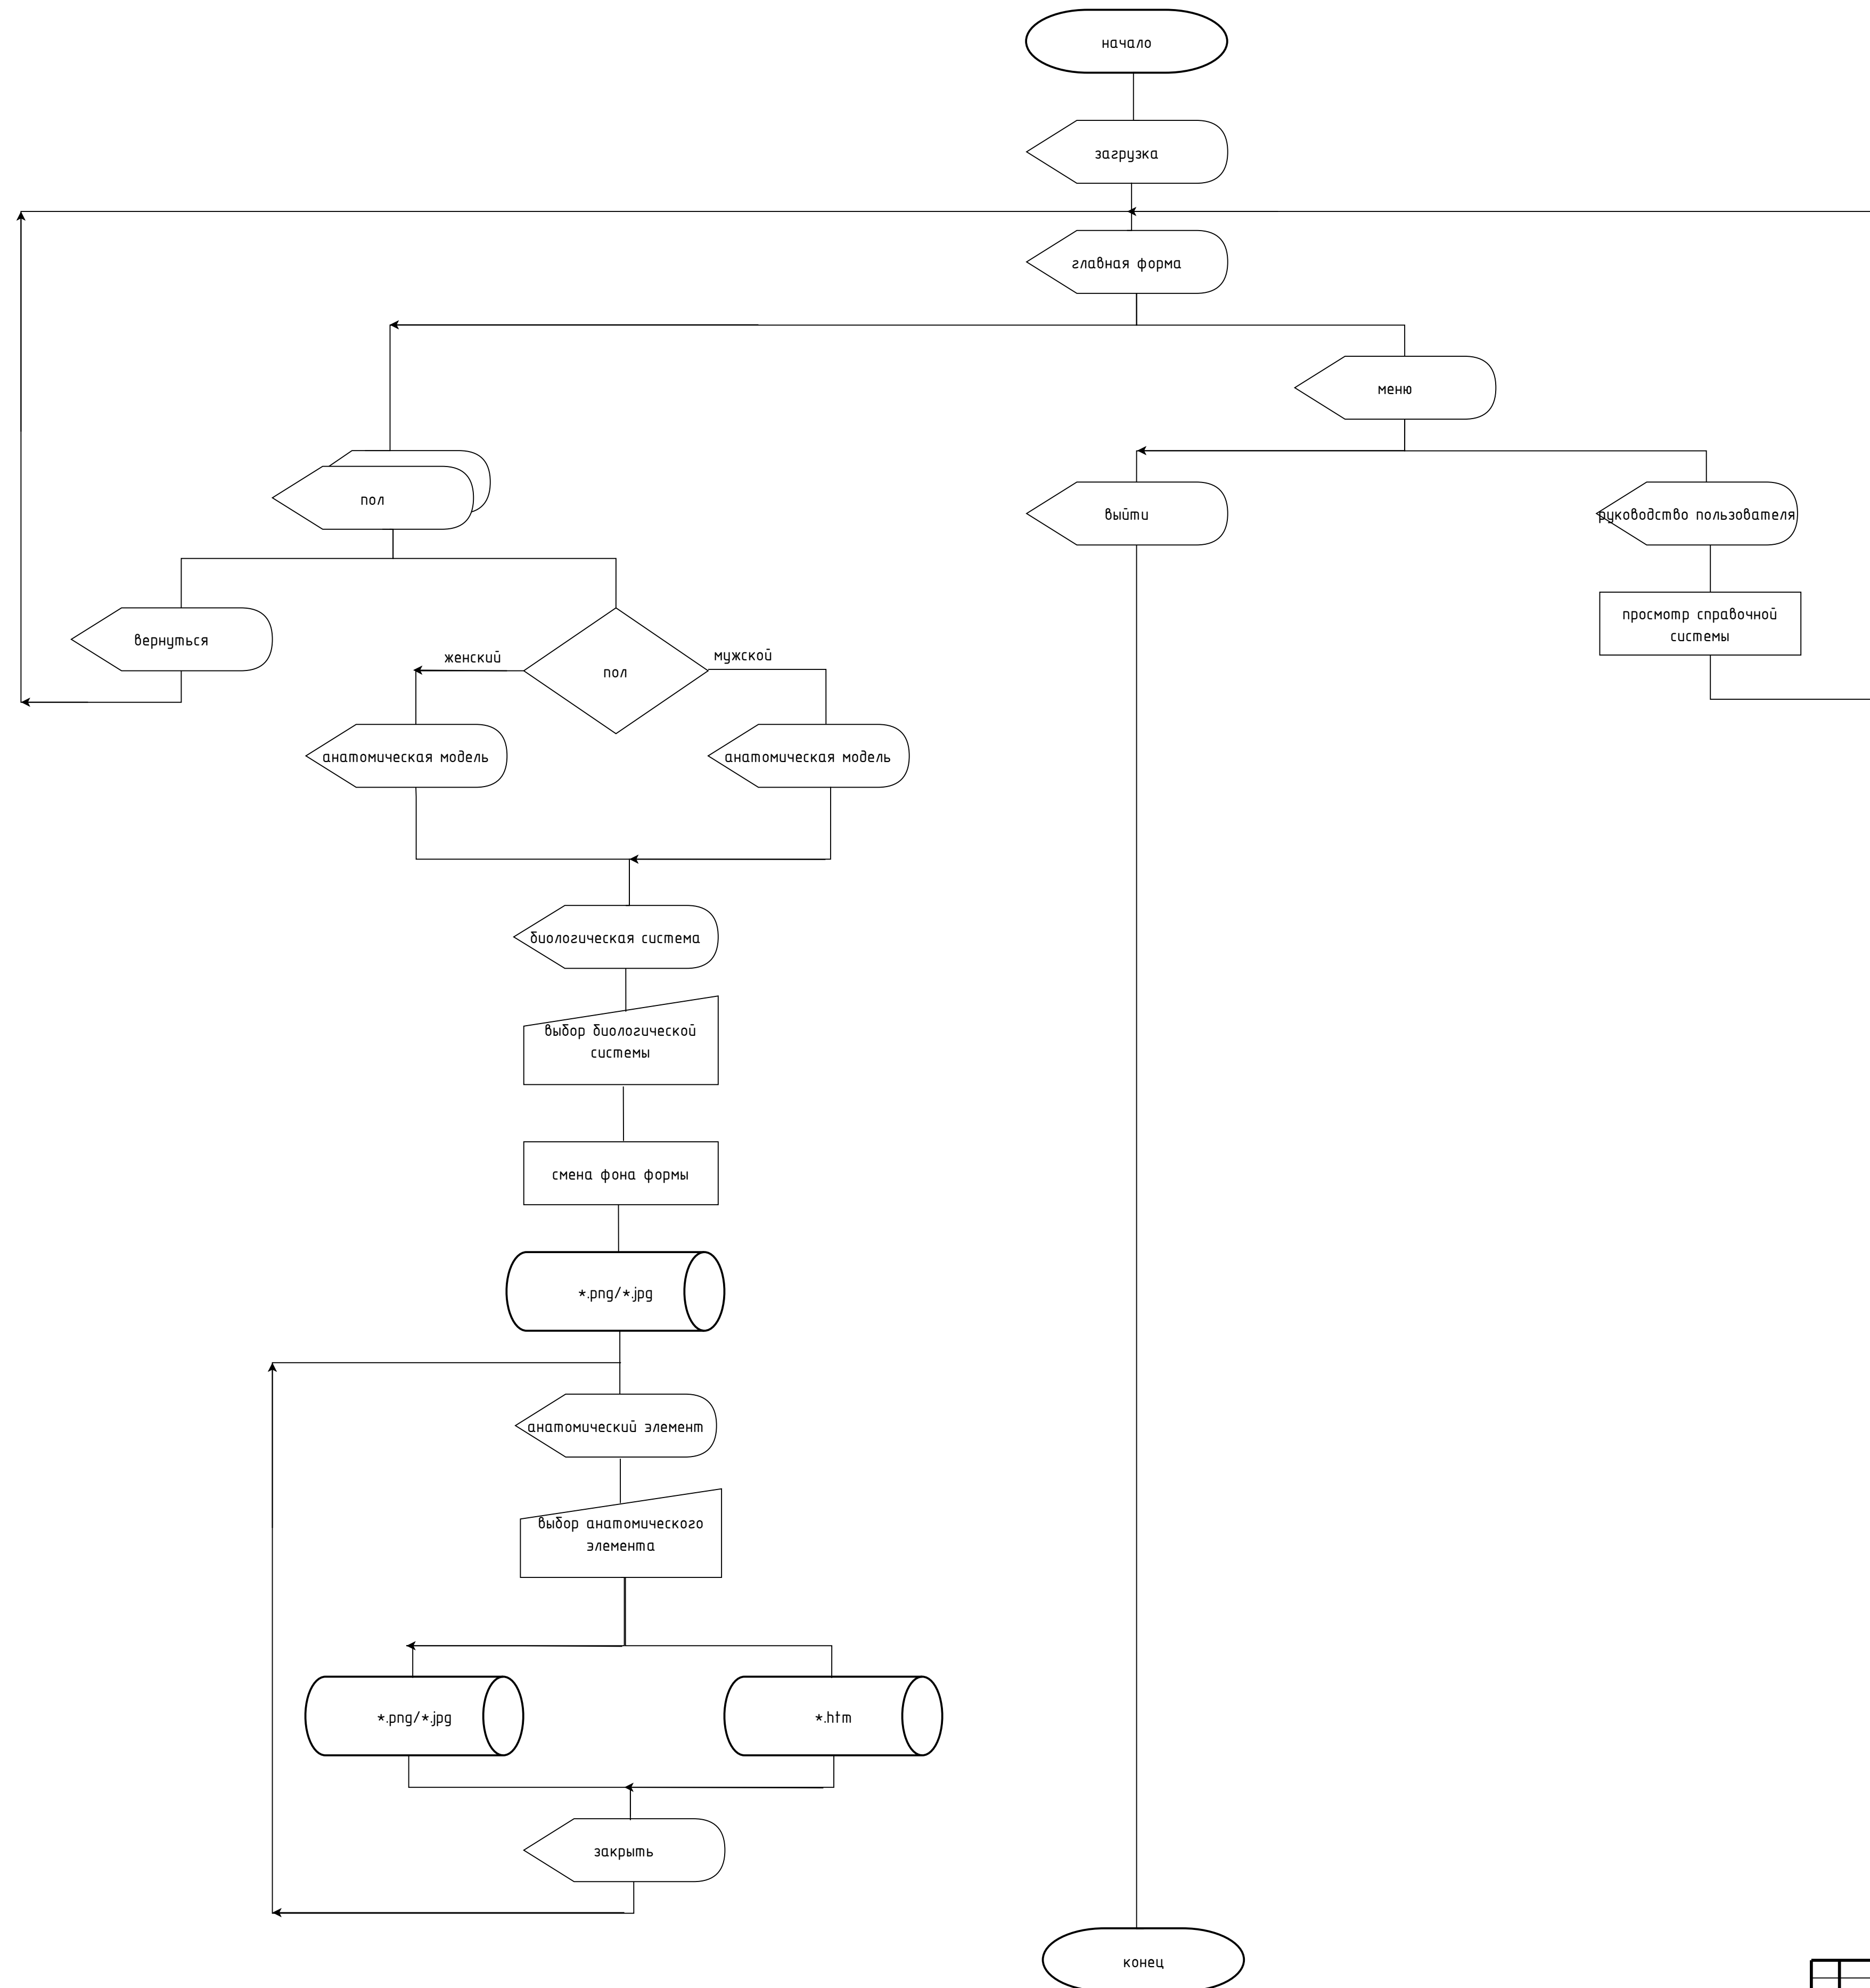 начало
загрузка
главная форма
меню
пол
выйти
руководство пользователя
просмотр справочной
системы
вернуться
женский
мужской
пол
анатомическая модель
анатомическая модель
биологическая система
выбор биологической
системы
смена фона формы
*.png/*.jpg
анатомический элемент
выбор анатомического
элемента
*.png/*.jpg
*.htm
закрыть
конец